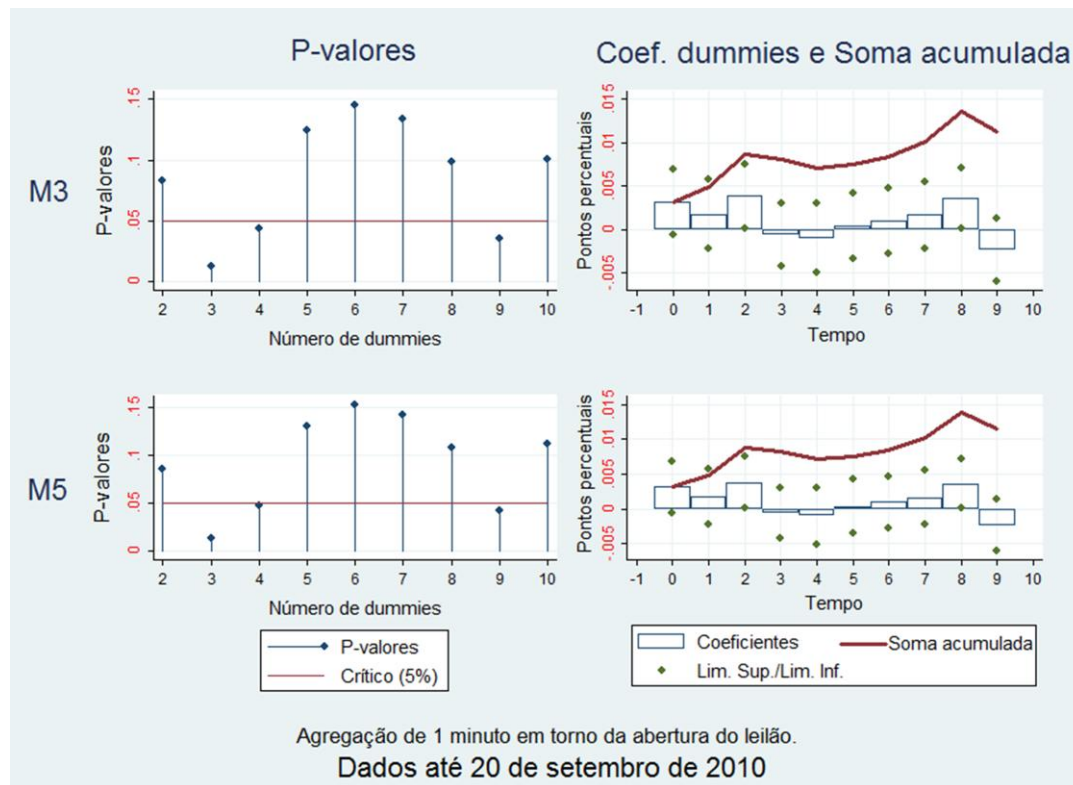 P-valores
Coef. dummies e Soma acumulada
M3
P-valores
.15
.1
.05
0
2 3 4 5 6 7 8 9 10
Número de dummies
Pontos percentuais
.015
.01
.005
0
-.005
-1 0 1 2 3 4 5 6 7 8 9 10
Tempo
M5
P-valores
.15
.1
.05
0
2 3 4 5 6 7 8 9 10
Número de dummies
Pontos percentuais
.015
.01
.005
0
-.005
-1 0 1 2 3 4 5 6 7 8 9 10
Tempo
P-valores
Crítico (5%)
Coeficientes
Soma acumulada
Lim. Sup./Lim. Inf.
Agregação de 1 minuto em torno da abertura do leilão.
Dados até 20 de setembro de 2010